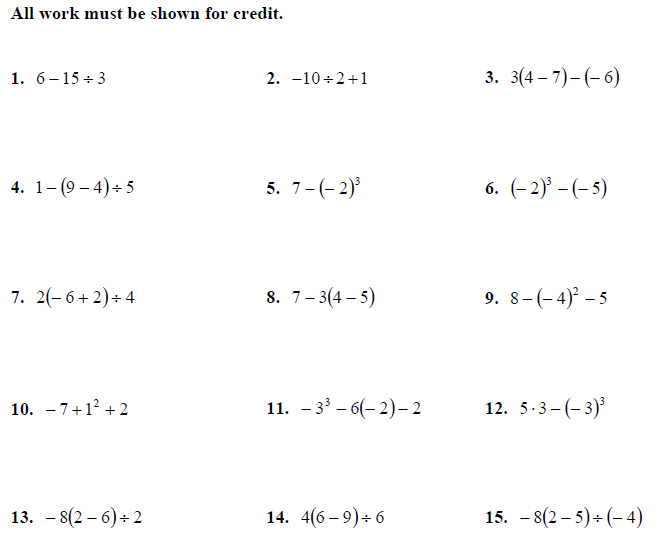 All work must be shown for credit.
1. 6 – 15 ÷ 3 2. –10 ÷ 2 + 1 3. 3(4 – 7) – (– 6)
4. 1 – (9 – 4) ÷ 5 5. 7 – (– 2)³ 6. (– 2)³ – (– 5)
7. 2(– 6 + 2) ÷ 4 8. 7 – 3(4 – 5) 9. 8 – (– 4)² – 5
10. – 7 + 1² + 2 11. – 3³ – 6(– 2) – 2 12. 5 · 3 – (– 3)³
13. – 8(2 – 6) ÷ 2 14. 4(6 – 9) ÷ 6 15. – 8(2 – 5) ÷ (– 4)